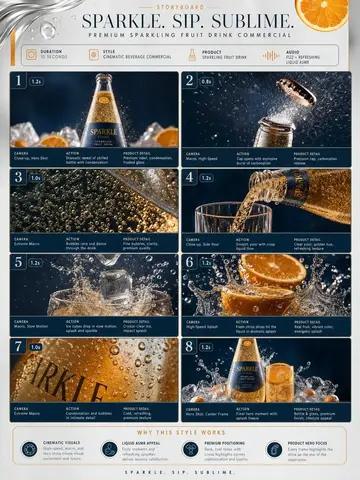 STORYBOARD
SPARKLE. SIP. SUBLIME.
PREMIUM SPARKLING FRUIT DRINK COMMERCIAL
DURATION
10 SECONDS
STYLE
CINEMATIC BEVERAGE COMMERCIAL
PRODUCT
SPARKLING FRUIT DRINK
AUDIO
FIZZ + REFRESHING
LIQUID ASMR
1
1.2s
SPARKLE
CAMERA
Close-up, Hero Shot
ACTION
Dramatic reveal of chilled
bottle with condensation
PRODUCT DETAIL
Premium label, condensation,
frosted glass
2
0.8s
CAMERA
Macro, High-Speed
ACTION
Cap opens with explosive
burst of carbonation
PRODUCT DETAIL
Premium cap, carbonation
release
3
1.0s
CAMERA
Extreme Macro
ACTION
Bubbles race and dance
through the drink
PRODUCT DETAIL
Fine bubbles, clarity,
premium quality
4
1.2s
CAMERA
Close-up, Side Pour
ACTION
Smooth pour with crisp
liquid flow
PRODUCT DETAIL
Clear pour, golden hue,
refreshing texture
5
1.2s
CAMERA
Macro, Slow Motion
ACTION
Ice cubes drop in slow motion,
splash and sparkle
PRODUCT DETAIL
Crystal-clear ice,
impact splash
6
1.2s
CAMERA
High-Speed Splash
ACTION
Fresh citrus slices hit the
liquid in dramatic splash
PRODUCT DETAIL
Real fruit, vibrant color,
energetic splash
7
1.0s
RKLE
CAMERA
Extreme Macro
ACTION
Condensation and bubbles
in intimate detail
PRODUCT DETAIL
Cold, refreshing,
premium texture
8
1.2s
SPARKLE
CAMERA
Hero Shot, Center Frame
ACTION
Final hero moment with
splash freeze
PRODUCT DETAIL
Bottle & glass, premium
finish, lifestyle appeal
WHY THIS STYLE WORKS
CINEMATIC VISUALS
LIQUID ASMR APPEAL
PREMIUM POSITIONING
PRODUCT HERO FOCUS
SPARKLE. SIP. SUBLIME.